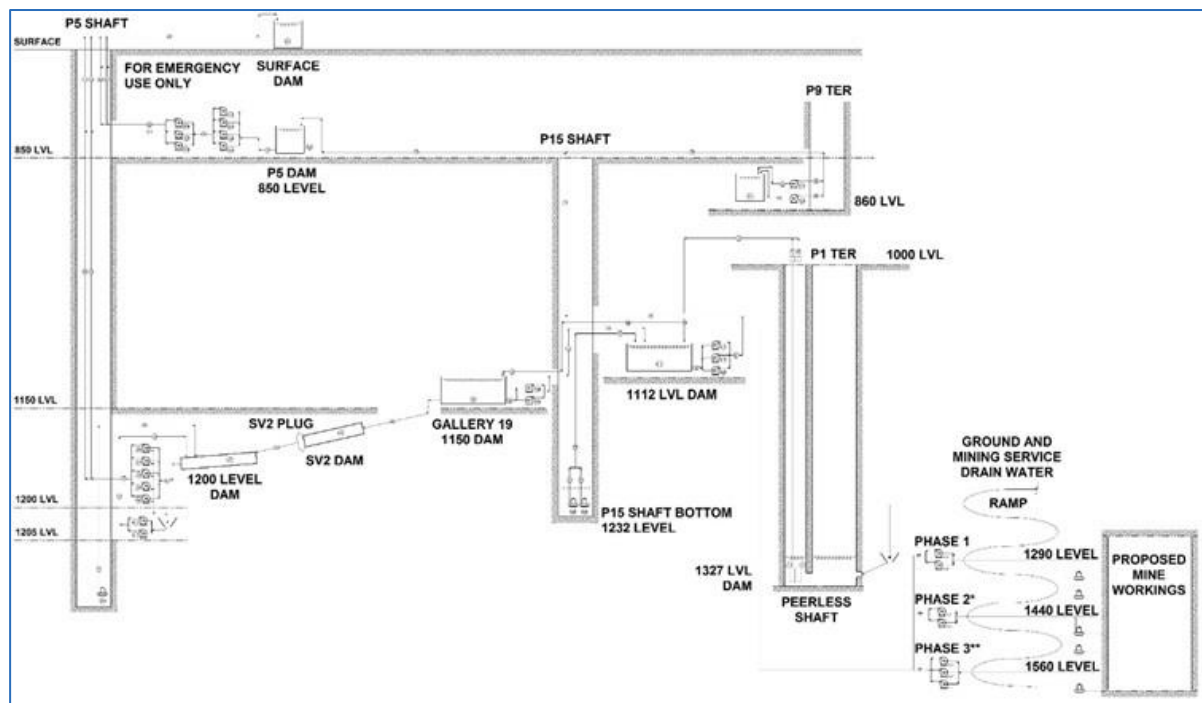 P5 SHAFT
SURFACE
FOR EMERGENCY
USE ONLY
SURFACE
DAM
P9 TER
P15 SHAFT
850 LVL
P5 DAM
850 LEVEL
860 LVL
P1 TER
1000 LVL
1112 LVL DAM
1150 LVL
SV2 PLUG
SV2 DAM
GALLERY 19
1150 DAM
1200 LEVEL
DAM
GROUND AND
MINING SERVICE
DRAIN WATER
RAMP
1200 LVL
P15 SHAFT BOTTOM
1232 LEVEL
1205 LVL
PHASE 1
1290 LEVEL
1327 LVL
DAM
PROPOSED
MINE
WORKINGS
PEERLESS
SHAFT
PHASE 2*
1440 LEVEL
PHASE 3**
1560 LEVEL